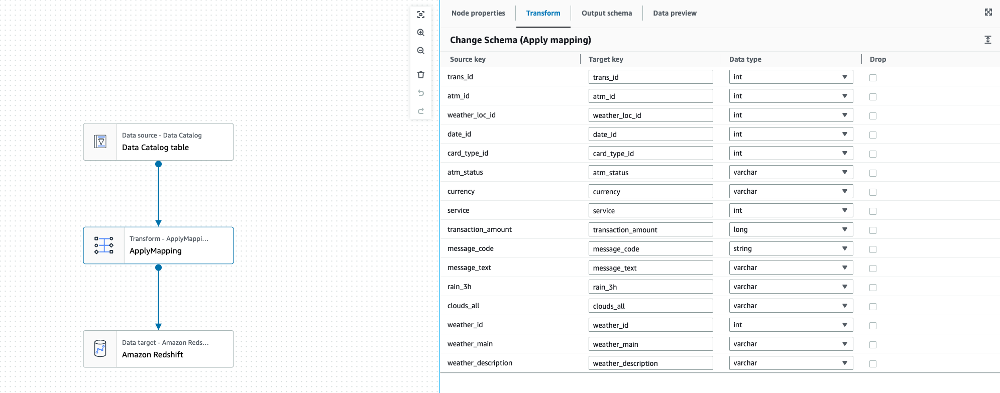 Data source - Data Catalog
Data Catalog table
Transform - ApplyMappi...
ApplyMapping
Data target - Amazon Reds...
Amazon Redshift
Node properties Transform Output schema Data preview
Change Schema (Apply mapping)
Source key Target key Data type Drop
trans_id trans_id int
atm_id atm_id int
weather_loc_id weather_loc_id int
date_id date_id int
card_type_id card_type_id int
atm_status atm_status varchar
currency currency varchar
service service int
transaction_amount transaction_amount long
message_code message_code string
message_text message_text varchar
rain_3h rain_3h varchar
clouds_all clouds_all varchar
weather_id weather_id int
weather_main weather_main varchar
weather_description weather_description varchar